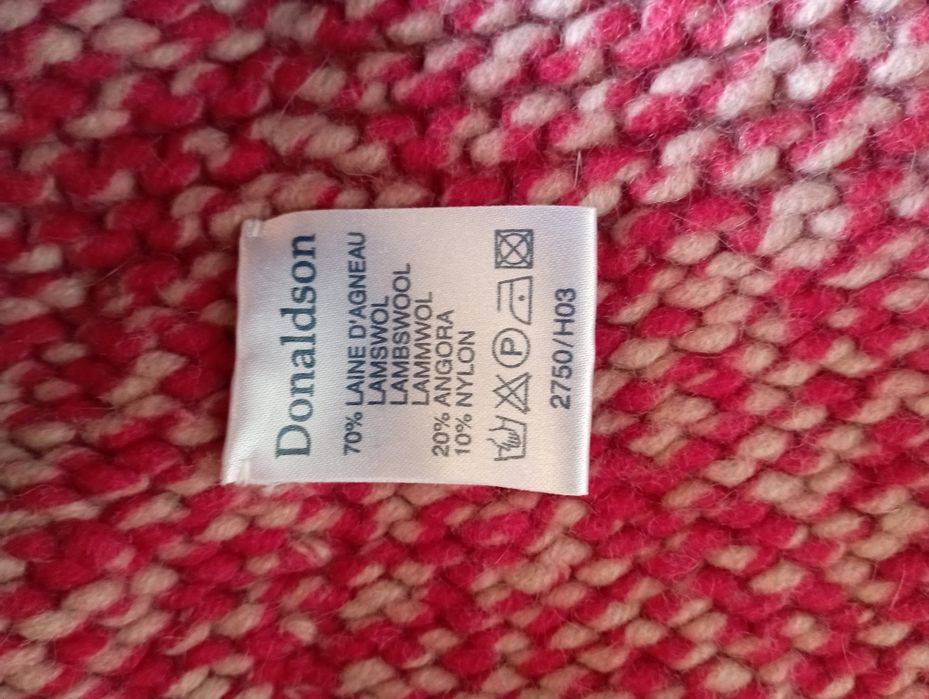 Donaldson
70% LAINE D'AGNEAU
LAMSWOL
LAMBSWOOL
LAMMWOL
20% ANGORA
10% NYLON
P
2750/H03